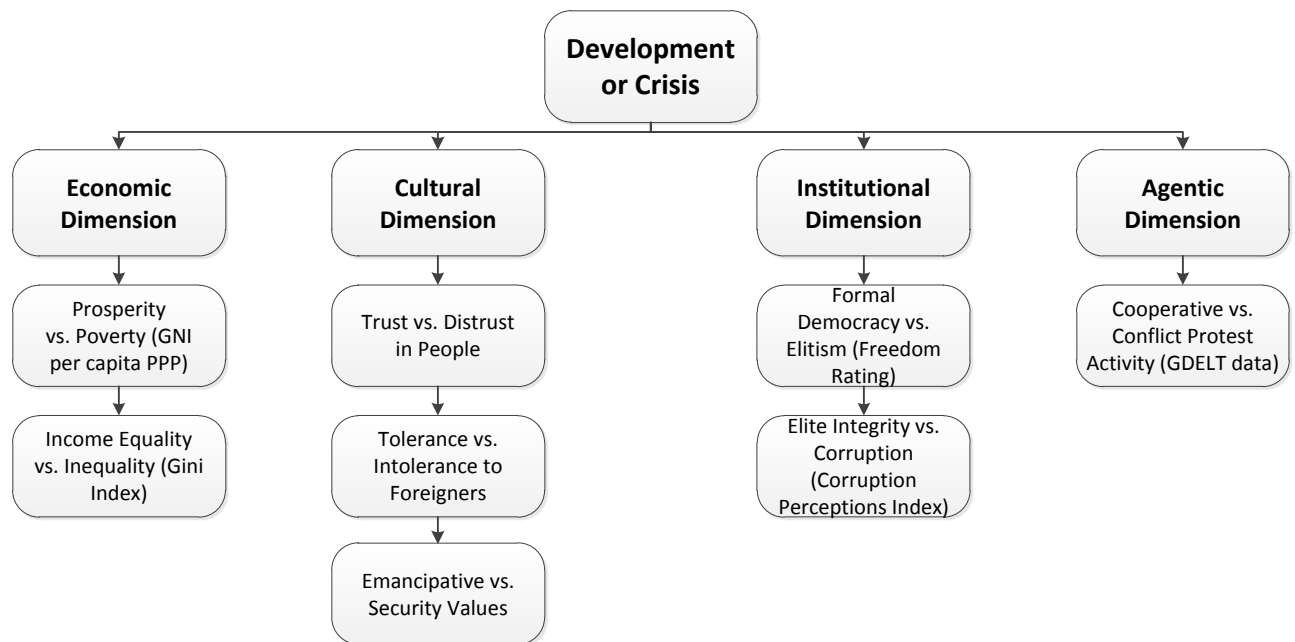 Development
or Crisis
Economic
Dimension
Cultural
Dimension
Institutional
Dimension
Agentic
Dimension
Prosperity
vs. Poverty (GNI
per capita PPP)
Trust vs. Distrust
in People
Formal
Democracy vs.
Elitism (Freedom
Rating)
Cooperative vs.
Conflict Protest
Activity (GDELT data)
Income Equality
vs. Inequality (Gini
Index)
Tolerance vs.
Intolerance to
Foreigners
Elite Integrity vs.
Corruption
(Corruption
Perceptions Index)
Emancipative vs.
Security Values